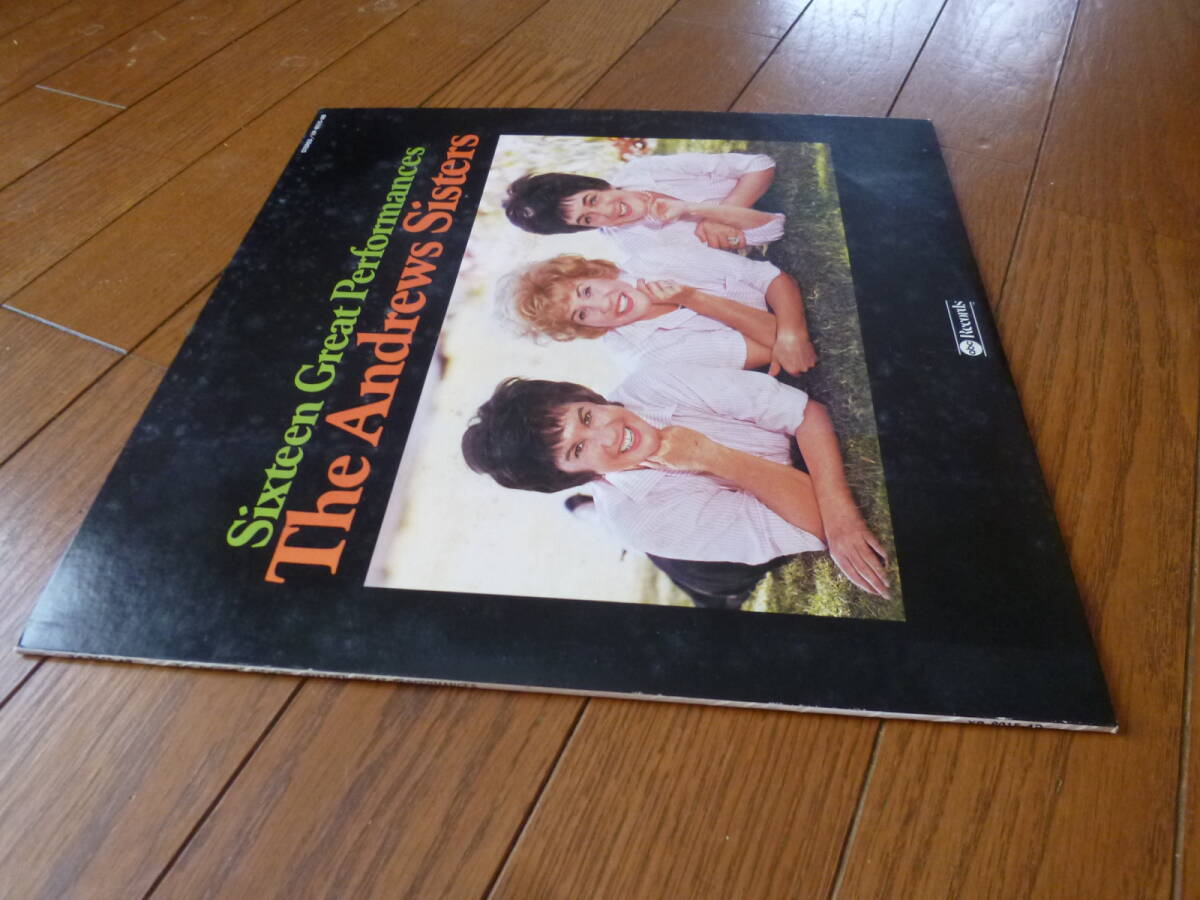 Sixteen Great Performances
The Andrews Sisters
abc Records